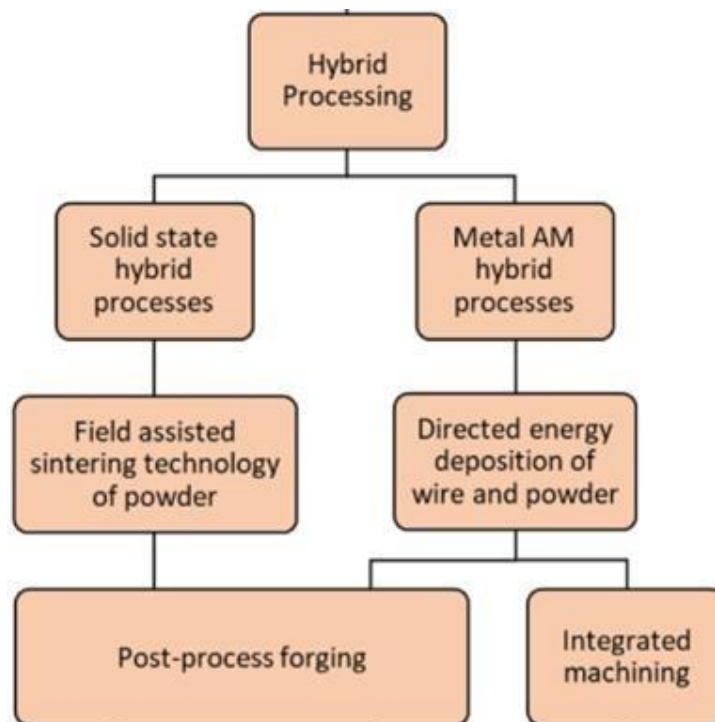 Hybrid
Processing
Solid state
hybrid
processes
Metal AM
hybrid
processes
Field assisted
sintering technology
of powder
Directed energy
deposition of
wire and powder
Post-process forging
Integrated
machining